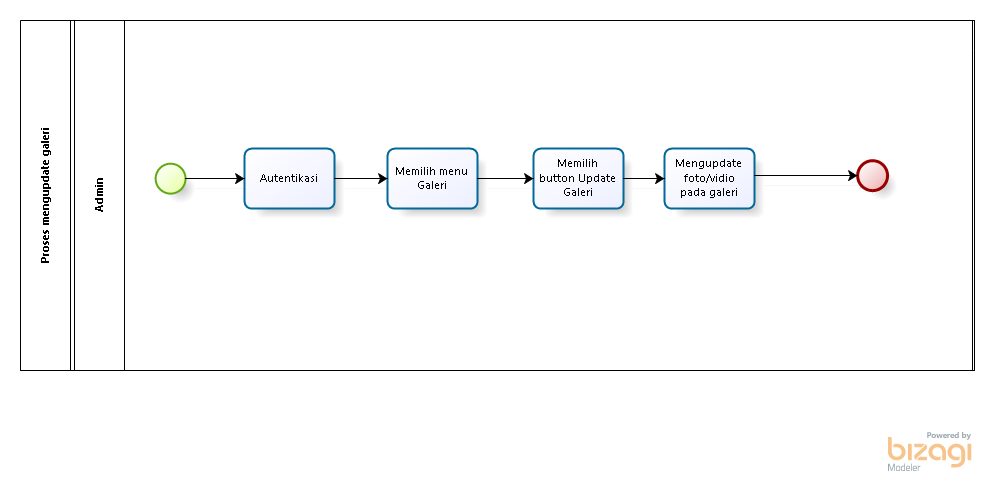 Proses mengupdate galeri
Admin
Autentikasi
Memilih menu
Galeri
Memilih
button Update
Galeri
Mengupdate
foto/vidio
pada galeri
Powered by
bizagi
Modeler